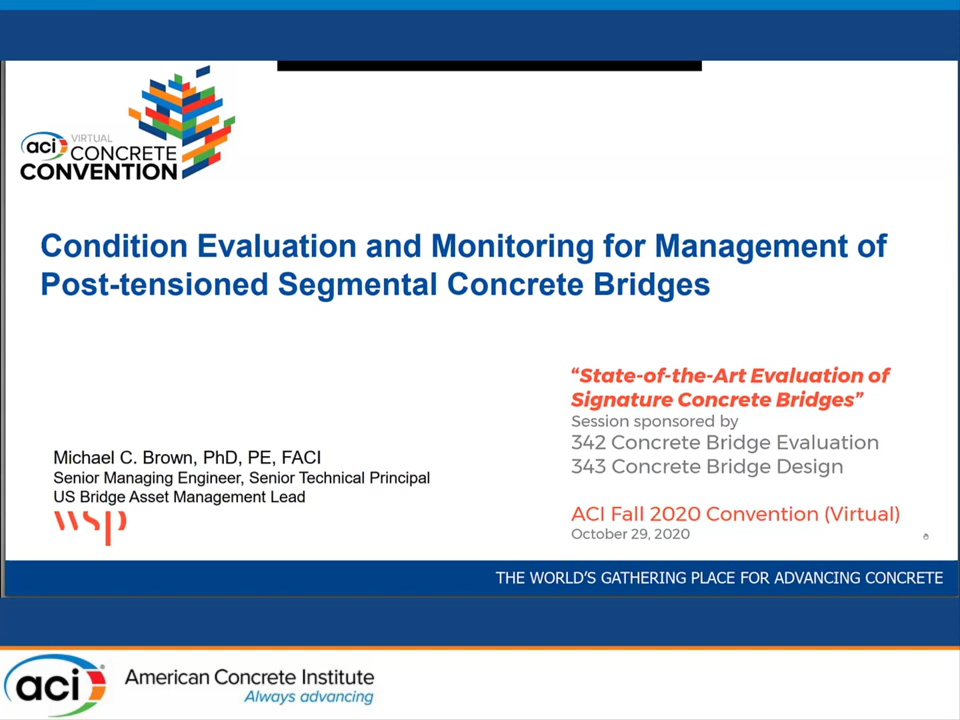 aci VIRTUAL
CONCRETE
CONVENTION
Condition Evaluation and Monitoring for Management of
Post-tensioned Segmental Concrete Bridges
Michael C. Brown, PhD, PE, FACI
Senior Managing Engineer, Senior Technical Principal
US Bridge Asset Management Lead
wsp
“State-of-the-Art Evaluation of
Signature Concrete Bridges”
Session sponsored by
342 Concrete Bridge Evaluation
343 Concrete Bridge Design
ACI Fall 2020 Convention (Virtual)
October 29, 2020
THE WORLD’S GATHERING PLACE FOR ADVANCING CONCRETE
aci American Concrete Institute
Always advancing